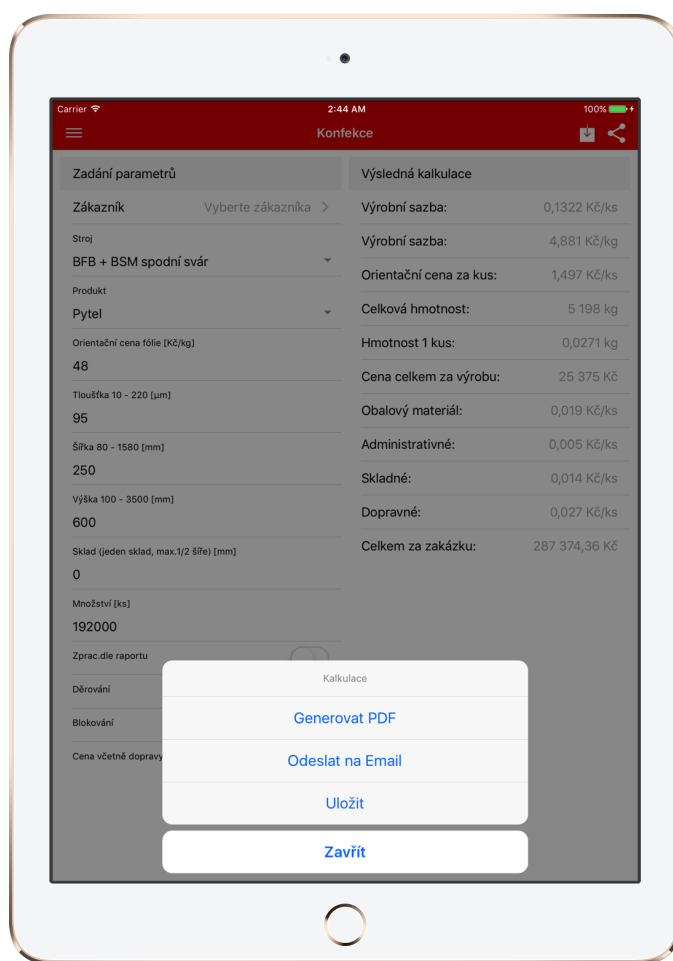 Carrier 2:44 AM 100%
Konfekce
Zadání parametrů
Zákazník Vyberte zákazníka
Stroj
BFB + BSM spodní svár
Produkt
Pytel
Orientační cena fólie [Kč/kg]
48
Tloušťka 10 - 220 [µm]
95
Šířka 80 - 1580 [mm]
250
Výška 100 - 3500 [mm]
600
Sklad (jeden sklad, max.1/2 šíře) [mm]
0
Množství [ks]
192000
Zprac.dle raportu
Děrování
Blokování
Cena včetně dopravy
Výsledná kalkulace
Výrobní sazba: 0,1322 Kč/ks
Výrobní sazba: 4,881 Kč/kg
Orientační cena za kus: 1,497 Kč/ks
Celková hmotnost: 5 198 kg
Hmotnost 1 kus: 0,0271 kg
Cena celkem za výrobu: 25 375 Kč
Obalový materiál: 0,019 Kč/ks
Administrativné: 0,005 Kč/ks
Skladné: 0,014 Kč/ks
Dopravné: 0,027 Kč/ks
Celkem za zakázku: 287 374,36 Kč
Kalkulace
Generovat PDF
Odeslat na Email
Uložit
Zavřít